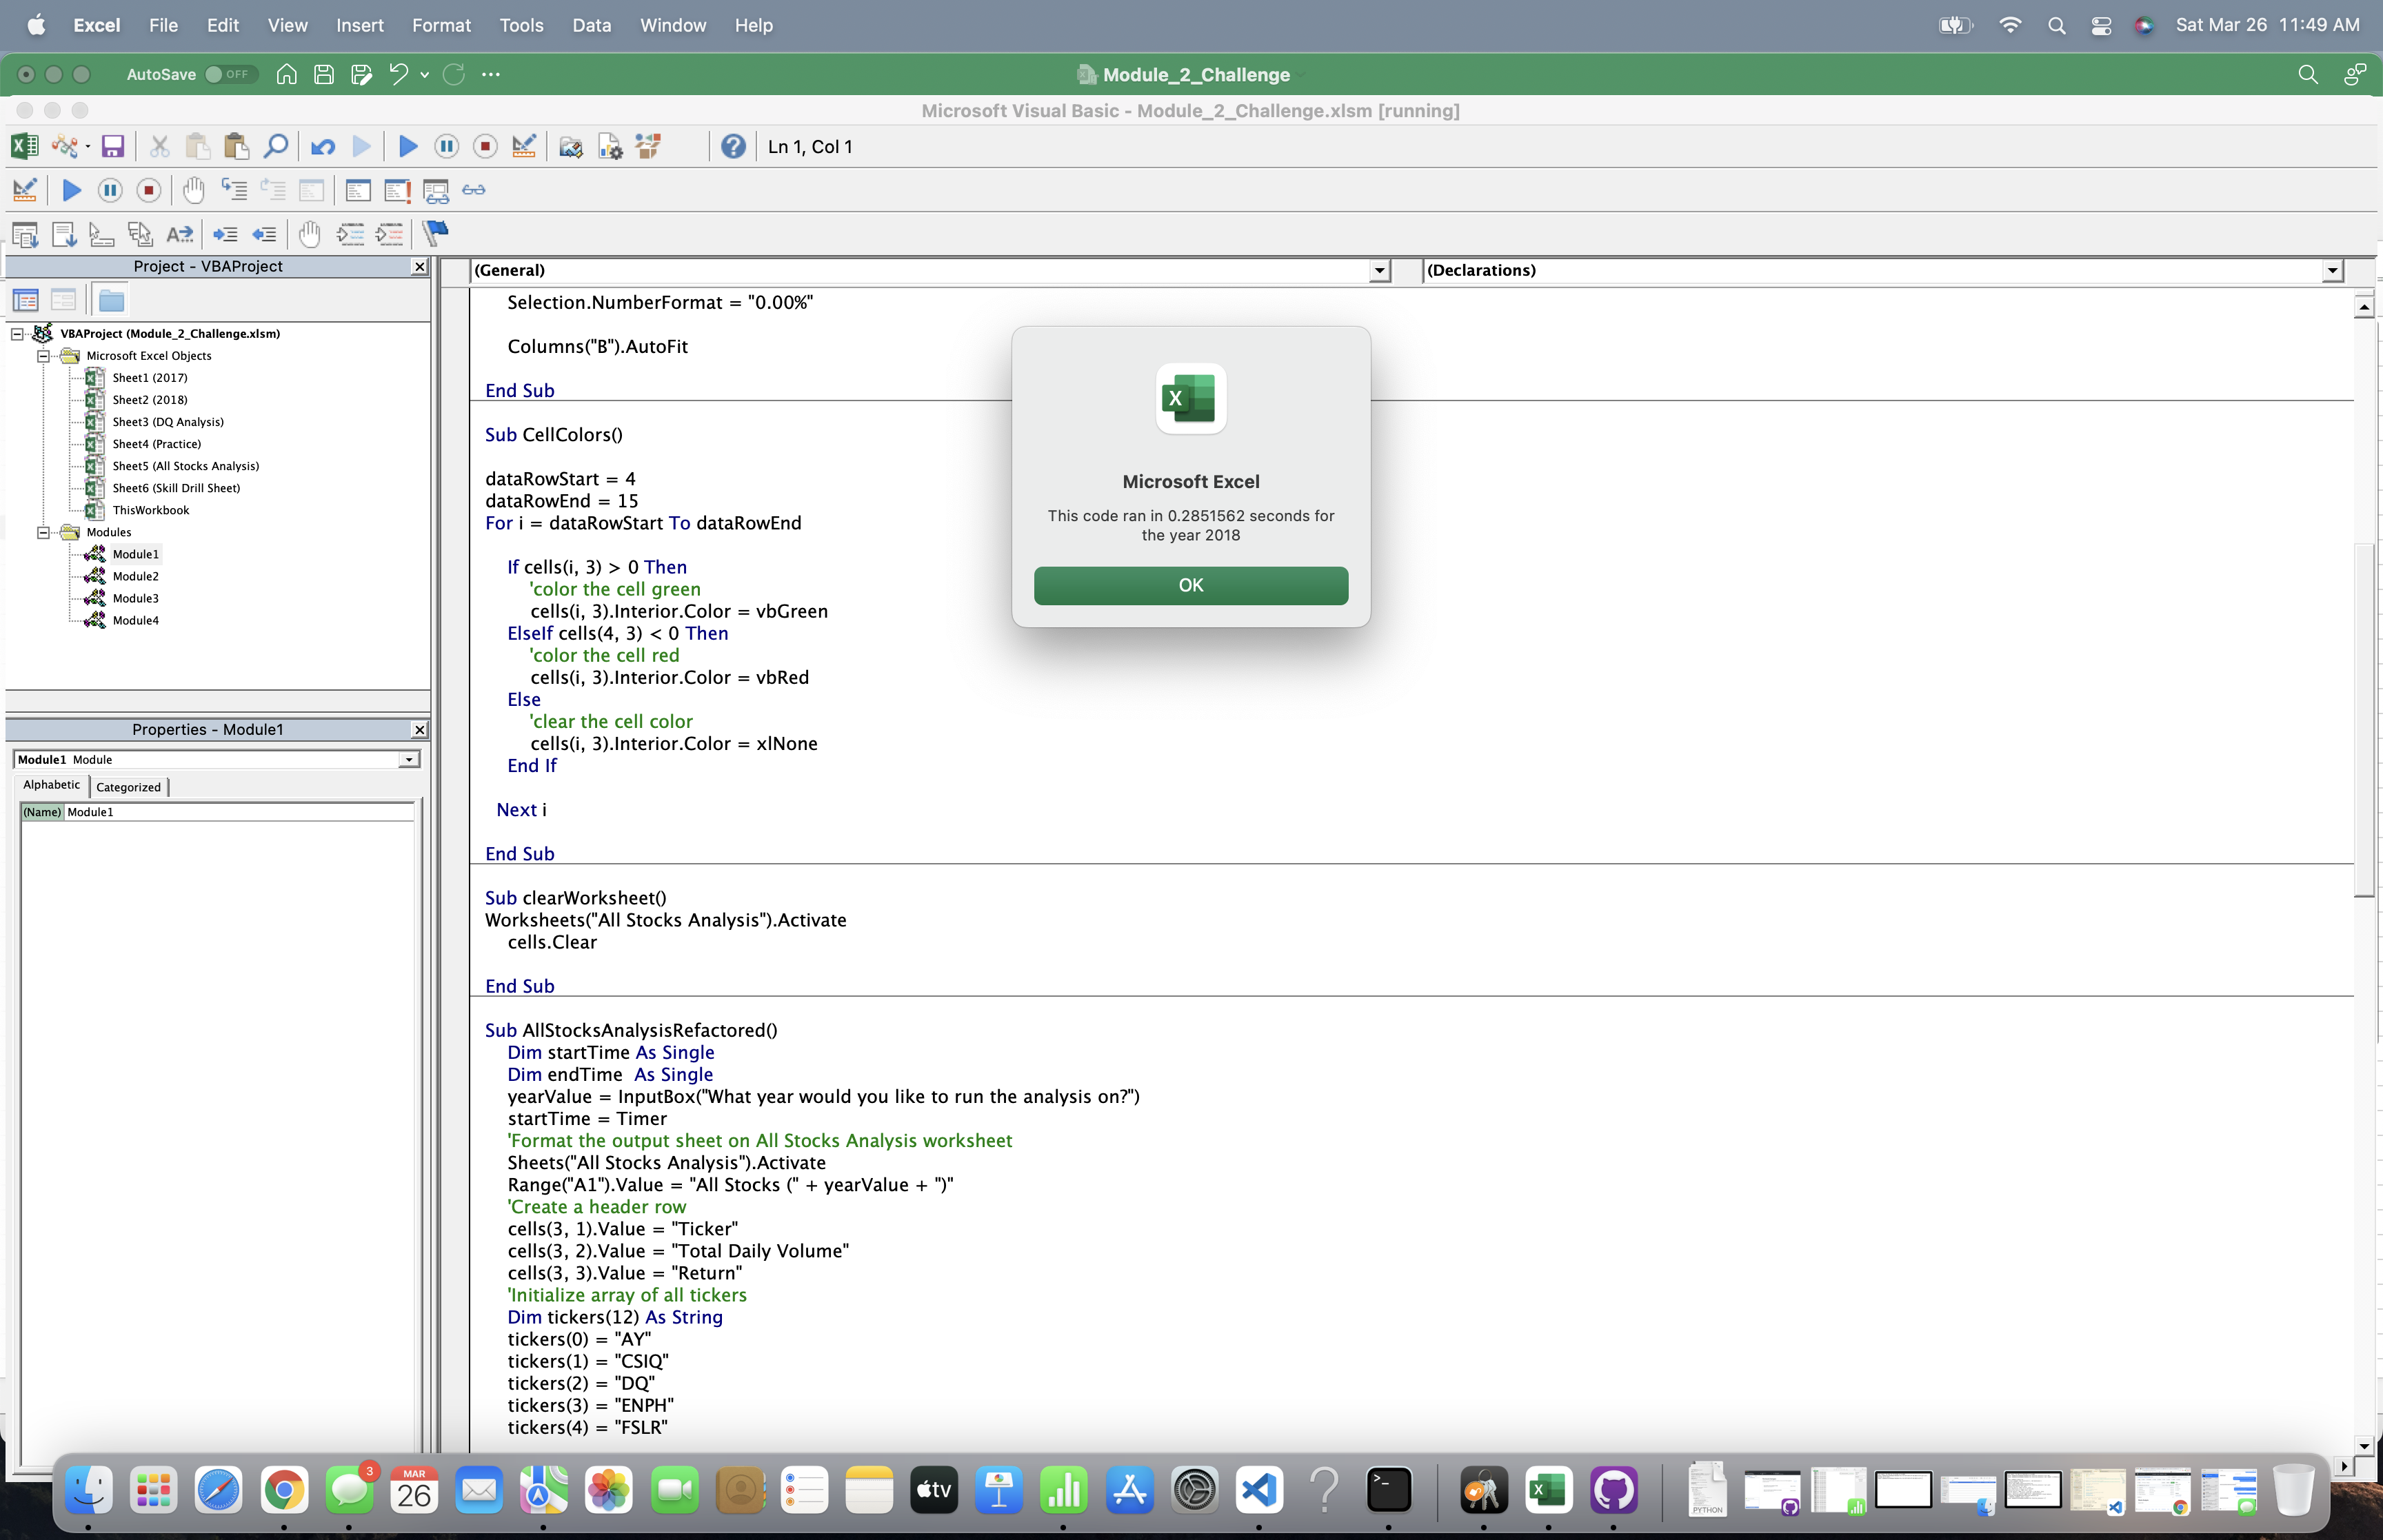 Excel File Edit View Insert Format Tools Data Window Help Sat Mar 26 11:49 AM
AutoSave OFF Module_2_Challenge
Microsoft Visual Basic - Module_2_Challenge.xlsm [running]
Ln 1, Col 1
Project - VBAProject
VBAProject (Module_2_Challenge.xlsm)
Microsoft Excel Objects
Sheet1 (2017)
Sheet2 (2018)
Sheet3 (DQ Analysis)
Sheet4 (Practice)
Sheet5 (All Stocks Analysis)
Sheet6 (Skill Drill Sheet)
ThisWorkbook
Modules
Module1
Module2
Module3
Module4
Properties - Module1
Module1 Module
Alphabetic Categorized
(Name) Module1
(General) (Declarations)
Selection.NumberFormat = "0.00%"
Columns("B").AutoFit
End Sub
Sub CellColors()
dataRowStart = 4
dataRowEnd = 15
For i = dataRowStart To dataRowEnd
If cells(i, 3) > 0 Then
'color the cell green
cells(i, 3).Interior.Color = vbGreen
ElseIf cells(4, 3) < 0 Then
'color the cell red
cells(i, 3).Interior.Color = vbRed
Else
'clear the cell color
cells(i, 3).Interior.Color = xlNone
End If
Next i
End Sub
Sub clearWorksheet()
Worksheets("All Stocks Analysis").Activate
cells.Clear
End Sub
Sub AllStocksAnalysisRefactored()
Dim startTime As Single
Dim endTime  As Single
yearValue = InputBox("What year would you like to run the analysis on?")
startTime = Timer
'Format the output sheet on All Stocks Analysis worksheet
Sheets("All Stocks Analysis").Activate
Range("A1").Value = "All Stocks (" + yearValue + ")"
'Create a header row
cells(3, 1).Value = "Ticker"
cells(3, 2).Value = "Total Daily Volume"
cells(3, 3).Value = "Return"
'Initialize array of all tickers
Dim tickers(12) As String
tickers(0) = "AY"
tickers(1) = "CSIQ"
tickers(2) = "DQ"
tickers(3) = "ENPH"
tickers(4) = "FSLR"
X
Microsoft Excel
This code ran in 0.2851562 seconds for
the year 2018
OK
3
MAR
26
tv
PYTHON